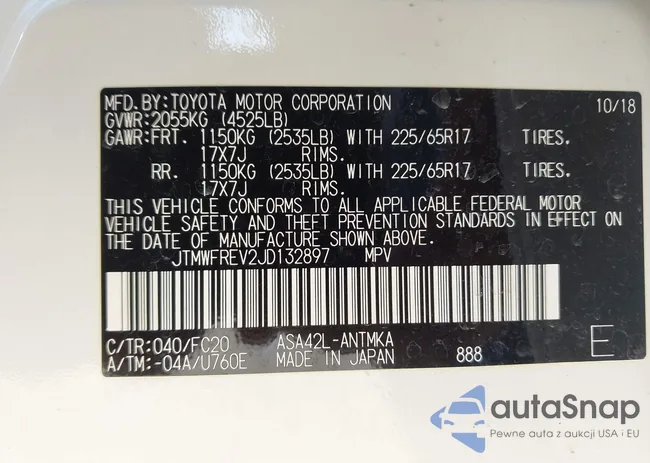 MFD.BY:TOYOTA MOTOR CORPORATION 10/18
GVWR:2055KG (4525LB)
GAWR:FRT. 1150KG (2535LB) WITH 225/65R17 TIRES.
17X7J RIMS.
RR. 1150KG (2535LB) WITH 225/65R17 TIRES.
17X7J RIMS.
THIS VEHICLE CONFORMS TO ALL APPLICABLE FEDERAL MOTOR
VEHICLE SAFETY AND THEFT PREVENTION STANDARDS IN EFFECT ON
THE DATE OF MANUFACTURE SHOWN ABOVE.
JTMWFREV2JD132897 MPV
C/TR:040/FC20 ASA42L-ANTMKA
A/TM:-04A/U760E MADE IN JAPAN 888 E
autaSnap
Pewne auta z aukcji USA i EU